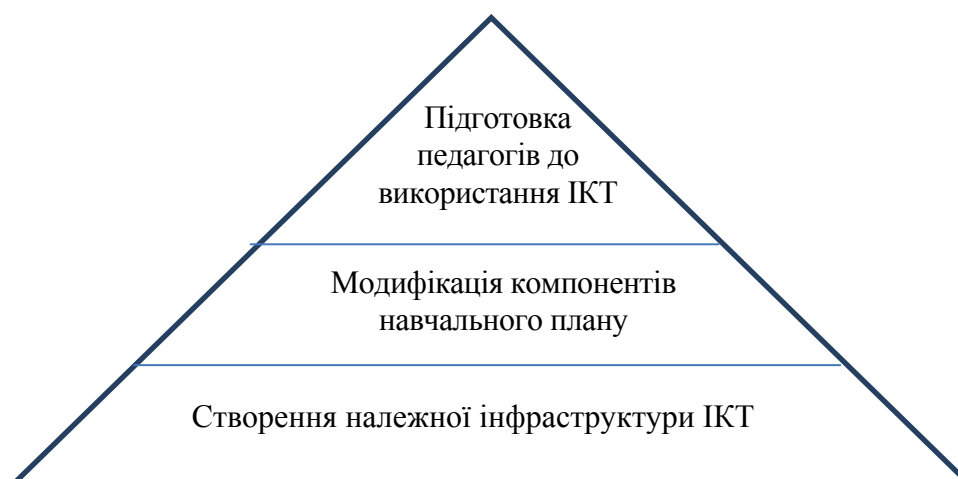 Підготовка
педагогів до
використання ІКТ
Модифікація компонентів
навчального плану
Створення належної інфраструктури ІКТ